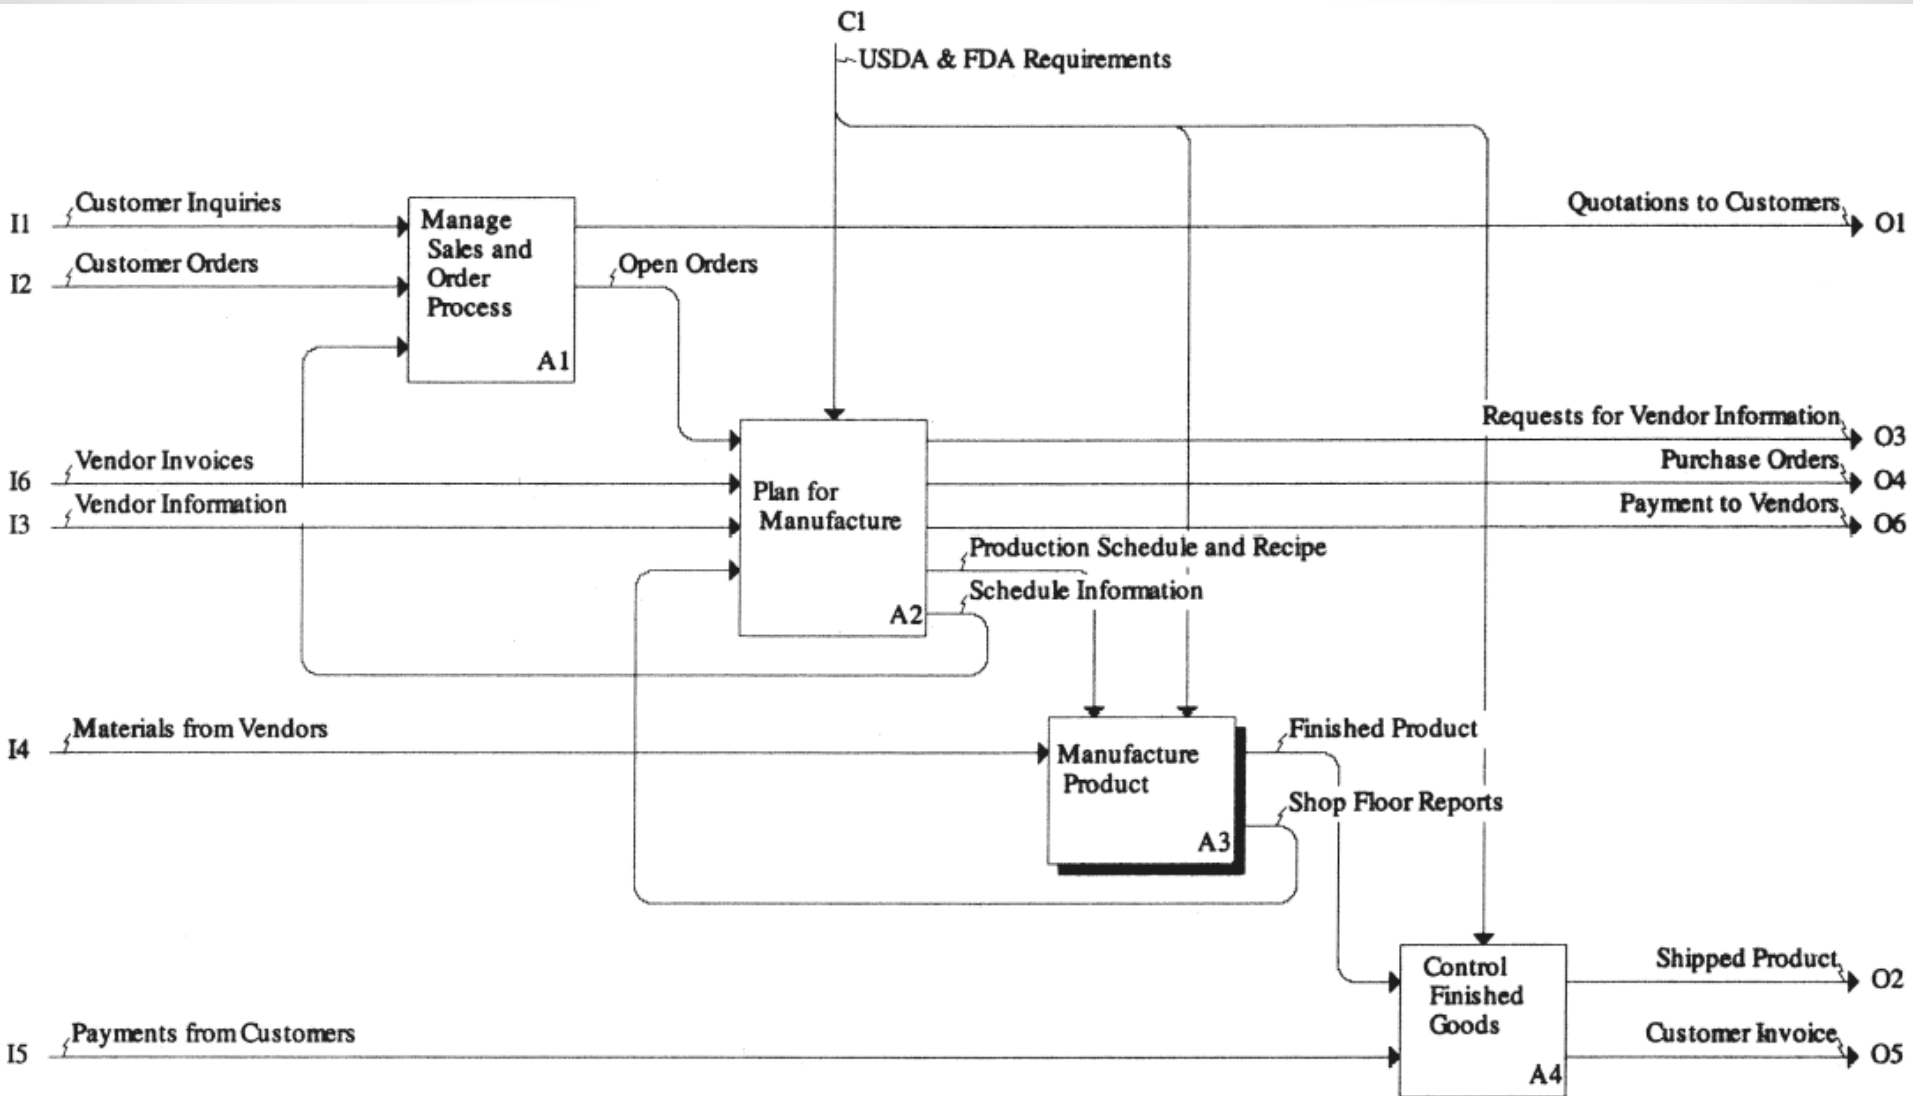 C1
USDA & FDA Requirements
I1
Customer Inquiries
Manage
Sales and
Order
Process
A1
Quotations to Customers
O1
I2
Customer Orders
Open Orders
Requests for Vendor Information
O3
I6
Vendor Invoices
Plan for
Manufacture
A2
Purchase Orders
O4
I3
Vendor Information
Payment to Vendors
O6
Production Schedule and Recipe
Schedule Information
I4
Materials from Vendors
Manufacture
Product
A3
Finished Product
Shop Floor Reports
Control
Finished
Goods
A4
Shipped Product
O2
I5
Payments from Customers
Customer Invoice
O5